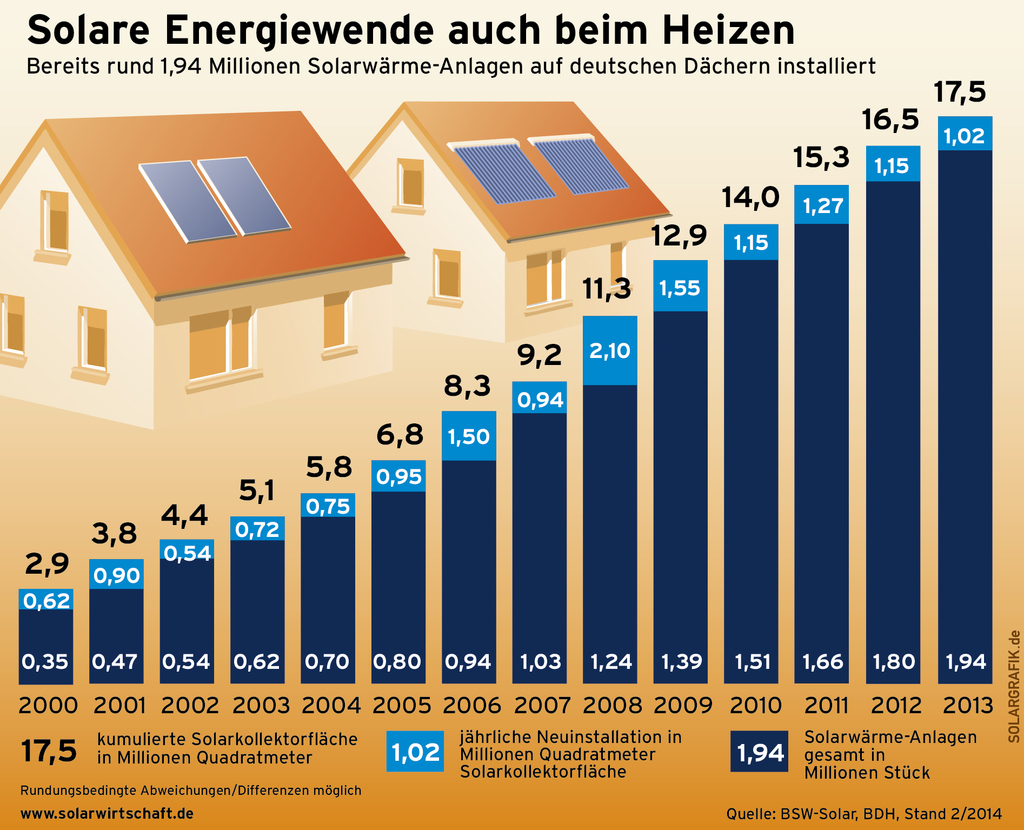 Solare Energiewende auch beim Heizen
Bereits rund 1,94 Millionen Solarwärme-Anlagen auf deutschen Dächern installiert
2,9 3,8 4,4 5,1 5,8 6,8 8,3 9,2 11,3 12,9 14,0 15,3 16,5 17,5
0,62 0,90 0,54 0,72 0,75 0,95 1,50 0,94 2,10 1,55 1,15 1,27 1,15 1,02
0,35 0,47 0,54 0,62 0,70 0,80 0,94 1,03 1,24 1,39 1,51 1,66 1,80 1,94
2000 2001 2002 2003 2004 2005 2006 2007 2008 2009 2010 2011 2012 2013
17,5
kumulierte Solarkollektorfläche
in Millionen Quadratmeter
1,02
jährliche Neuinstallation in
Millionen Quadratmeter
Solarkollektorfläche
1,94
Solarwärme-Anlagen
gesamt in
Millionen Stück
Rundungsbedingte Abweichungen/Differenzen möglich
www.solarwirtschaft.de
Quelle: BSW-Solar, BDH, Stand 2/2014
SOLARGRAFIK.de